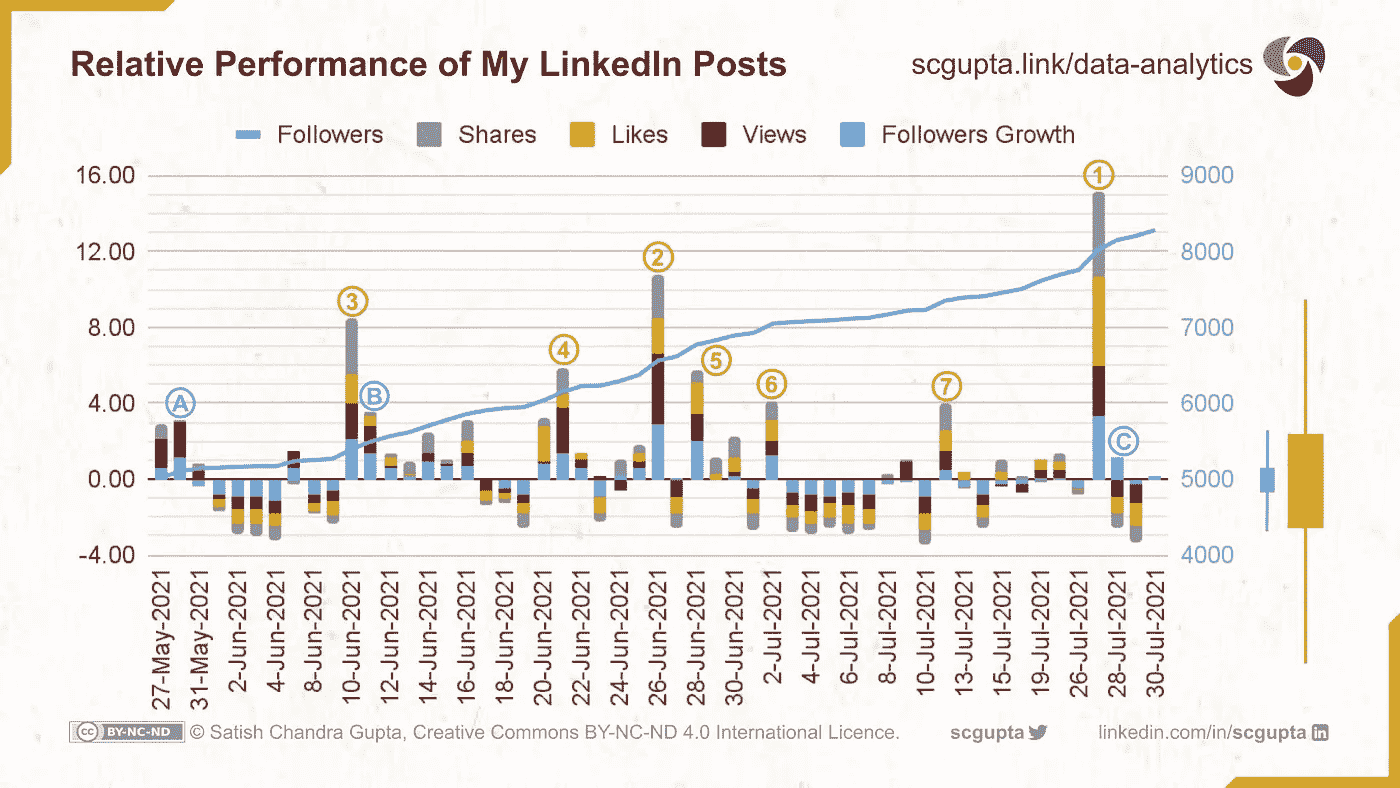 Relative Performance of My LinkedIn Posts
scgupta.link/data-analytics
Followers Shares Likes Views Followers Growth
16.00
12.00
8.00
4.00
0.00
-4.00
9000
8000
7000
6000
5000
4000
A
3
B
4
2
5
6
7
1
C
27-May-2021
31-May-2021
2-Jun-2021
4-Jun-2021
8-Jun-2021
10-Jun-2021
12-Jun-2021
14-Jun-2021
16-Jun-2021
18-Jun-2021
20-Jun-2021
22-Jun-2021
24-Jun-2021
26-Jun-2021
28-Jun-2021
30-Jun-2021
2-Jul-2021
4-Jul-2021
6-Jul-2021
8-Jul-2021
10-Jul-2021
13-Jul-2021
15-Jul-2021
19-Jul-2021
26-Jul-2021
28-Jul-2021
30-Jul-2021
cc BY-NC-ND © Satish Chandra Gupta, Creative Commons BY-NC-ND 4.0 International Licence.
scgupta
linkedin.com/in/scgupta in